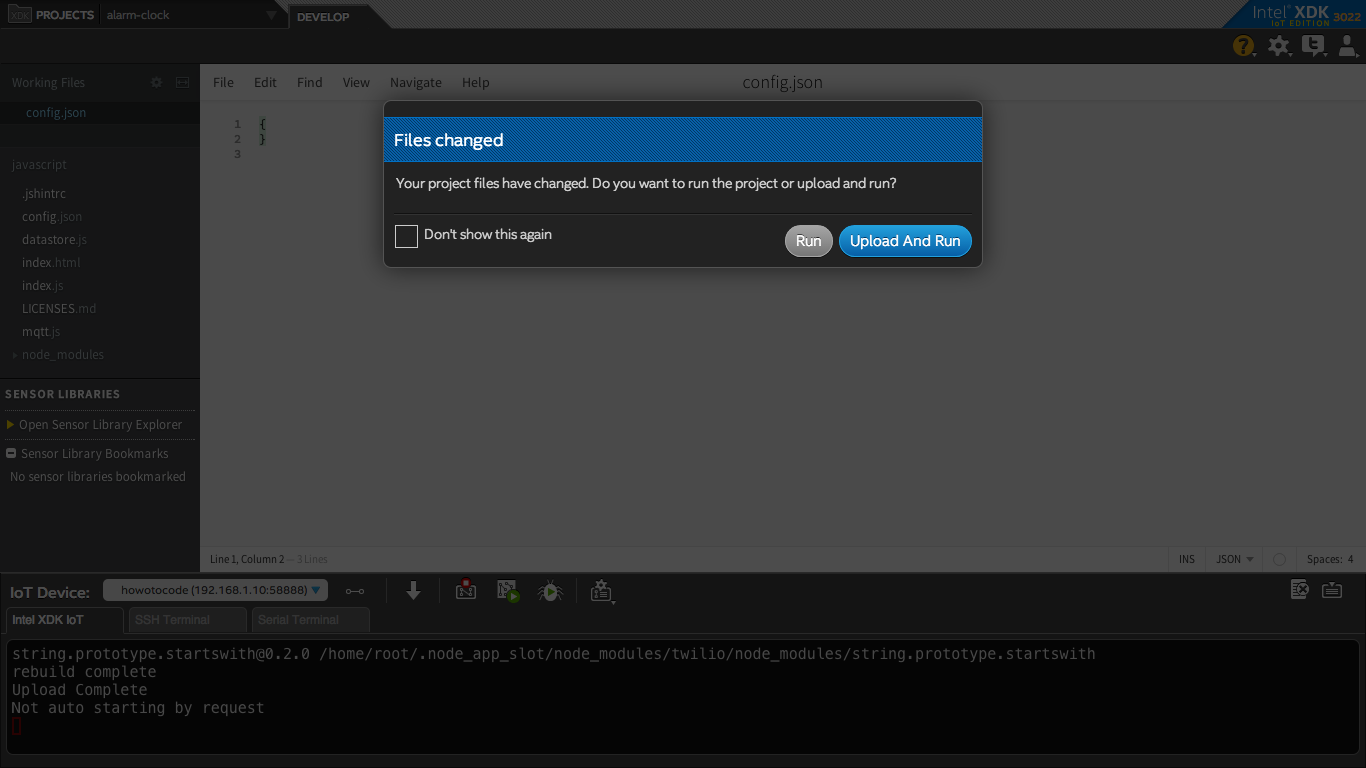 XDK PROJECTS alarm-clock DEVELOP Intel® XDK
IoT EDITION 3022
Working Files
config.json
File Edit Find View Navigate Help config.json
1 {
2 }
3
Files changed
Your project files have changed. Do you want to run the project or upload and run?
Don't show this again Run Upload And Run
javascript
.jshintrc
config.json
datastore.js
index.html
index.js
LICENSES.md
mqtt.js
node_modules
SENSOR LIBRARIES
Open Sensor Library Explorer
Sensor Library Bookmarks
No sensor libraries bookmarked
Line 1, Column 2 — 3 Lines INS JSON Spaces: 4
IoT Device: howotocode (192.168.1.10:58888)
Intel XDK IoT SSH Terminal Serial Terminal
string.prototype.startswith@0.2.0 /home/root/.node_app_slot/node_modules/twilio/node_modules/string.prototype.startswith
rebuild complete
Upload Complete
Not auto starting by request